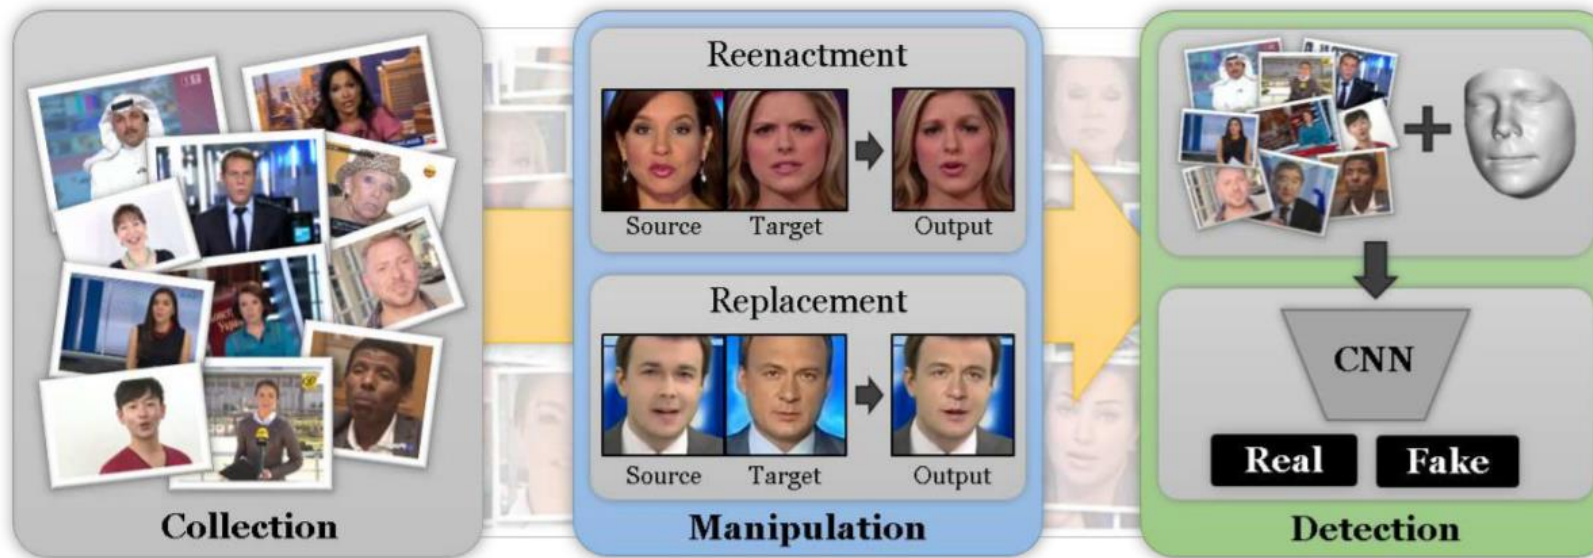 Collection
Reenactment
Source
Target
Output
Replacement
Source
Target
Output
Manipulation
CNN
Real
Fake
Detection